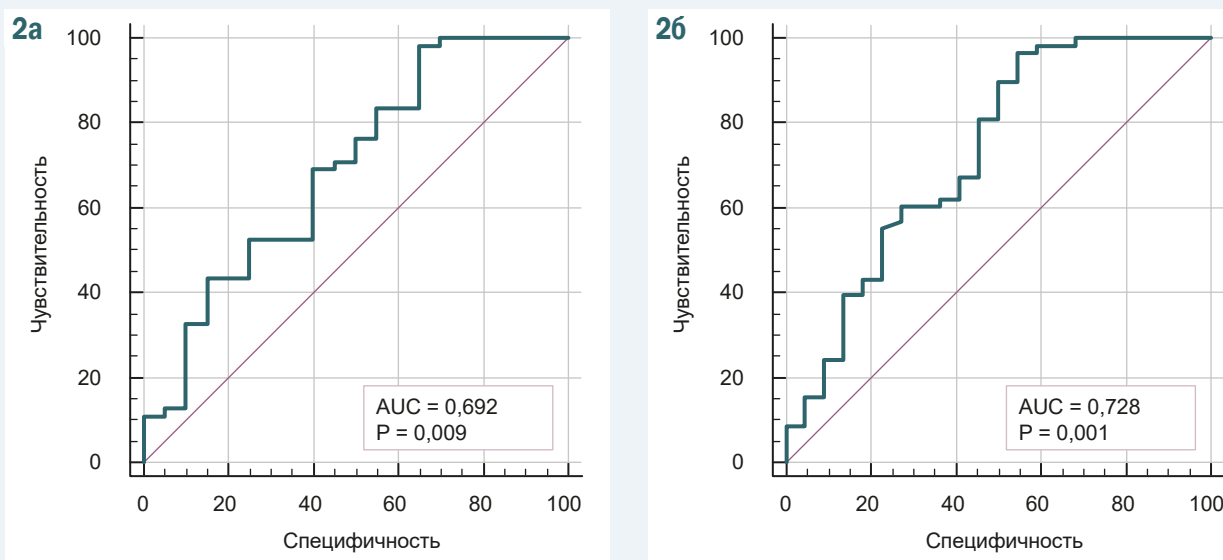 2а
100
80
60
40
20
0
Чувствительность
AUC = 0,692
P = 0,009
0 20 40 60 80 100
Специфичность
2б
100
80
60
40
20
0
Чувствительность
AUC = 0,728
P = 0,001
0 20 40 60 80 100
Специфичность